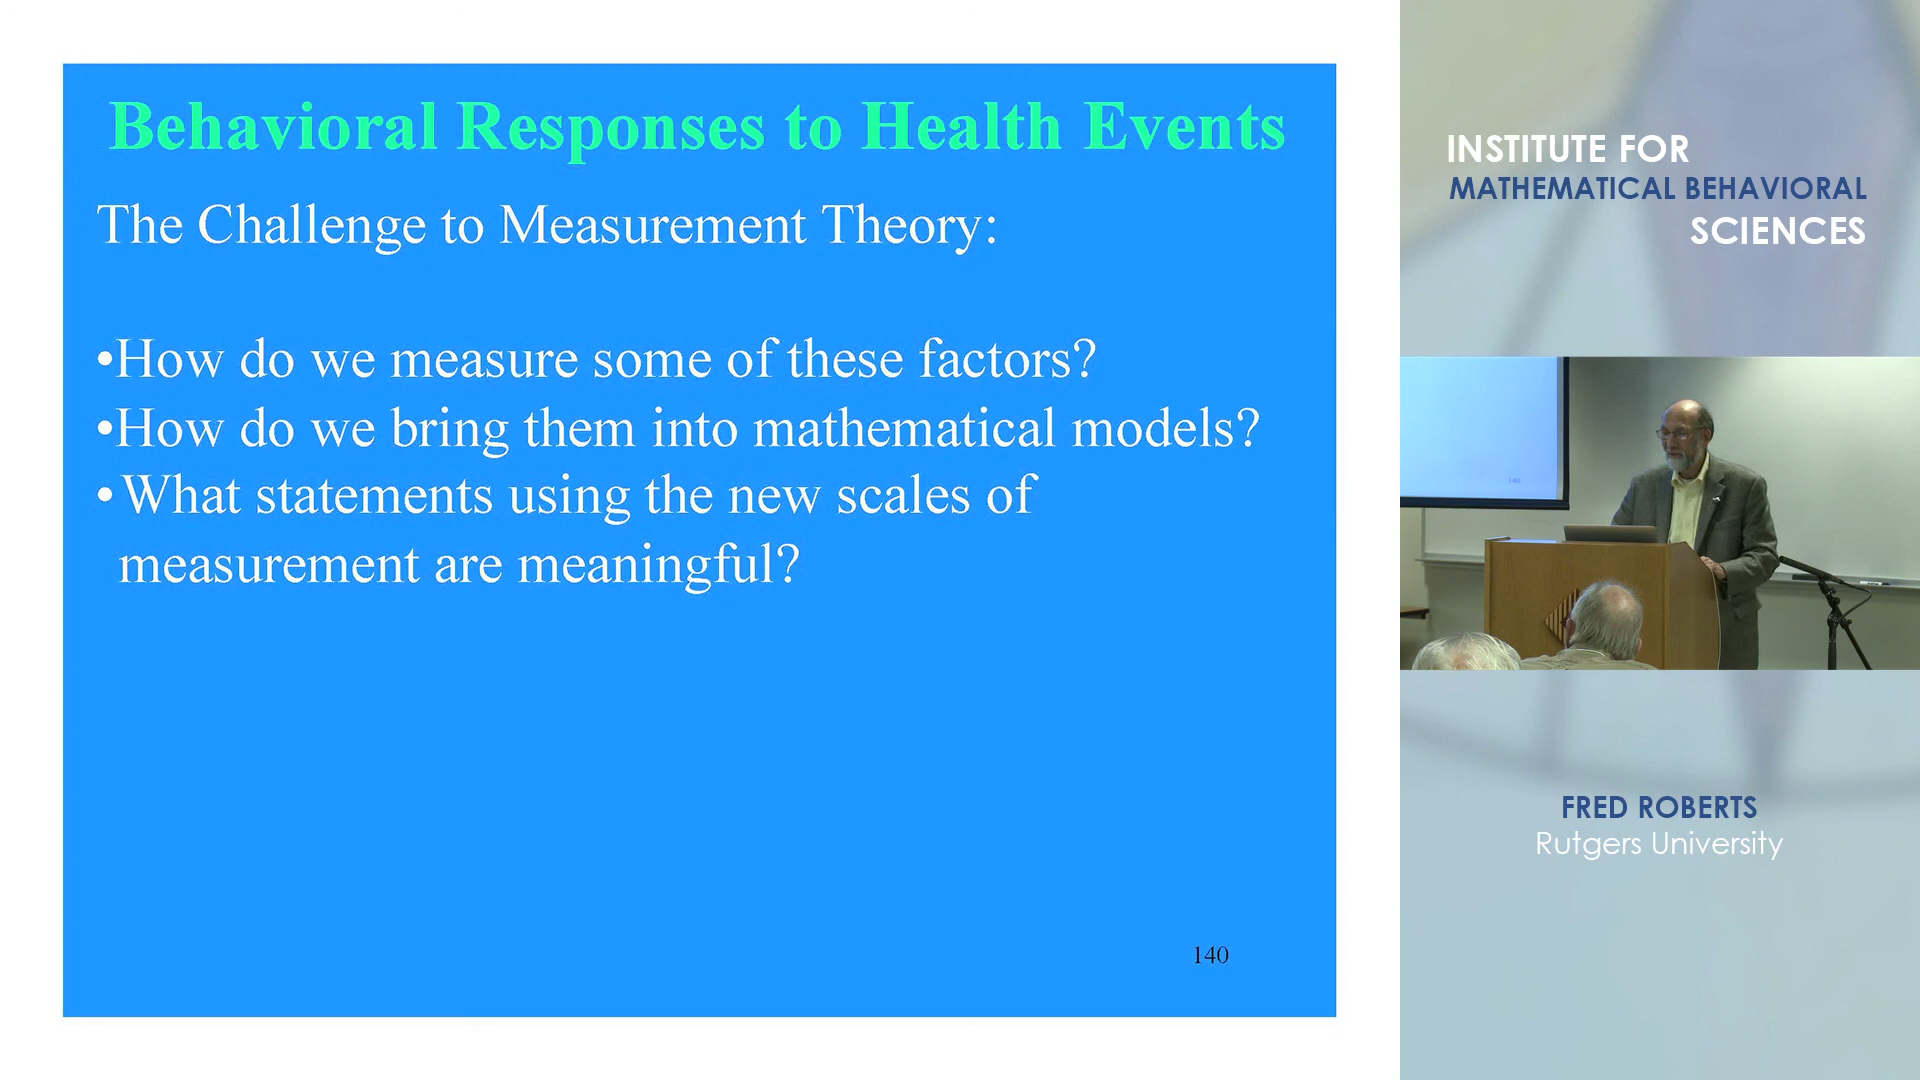 Behavioral Responses to Health Events
The Challenge to Measurement Theory:
•How do we measure some of these factors?
•How do we bring them into mathematical models?
• What statements using the new scales of
measurement are meaningful?
140
INSTITUTE FOR
MATHEMATICAL BEHAVIORAL
SCIENCES
140
FRED ROBERTS
Rutgers University